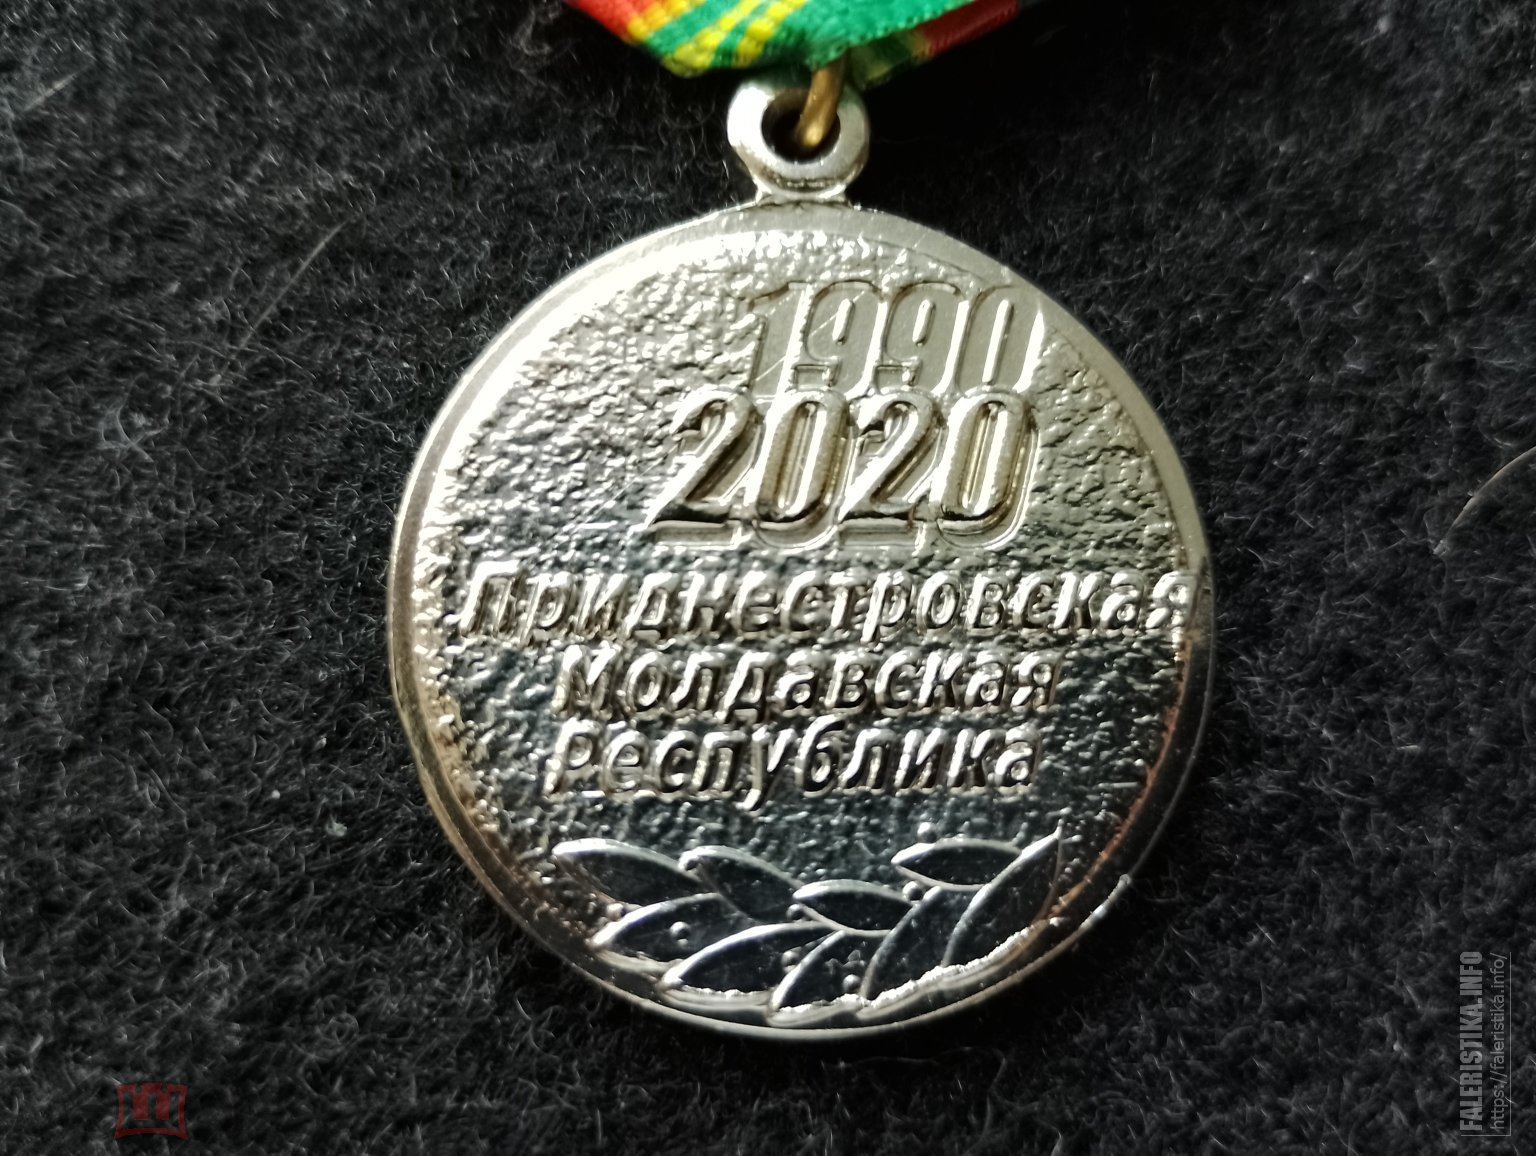 1990
2020
Приднестровская
Молдавская
Республика
FALERISTIKA.INFO
https://faleristika.info/